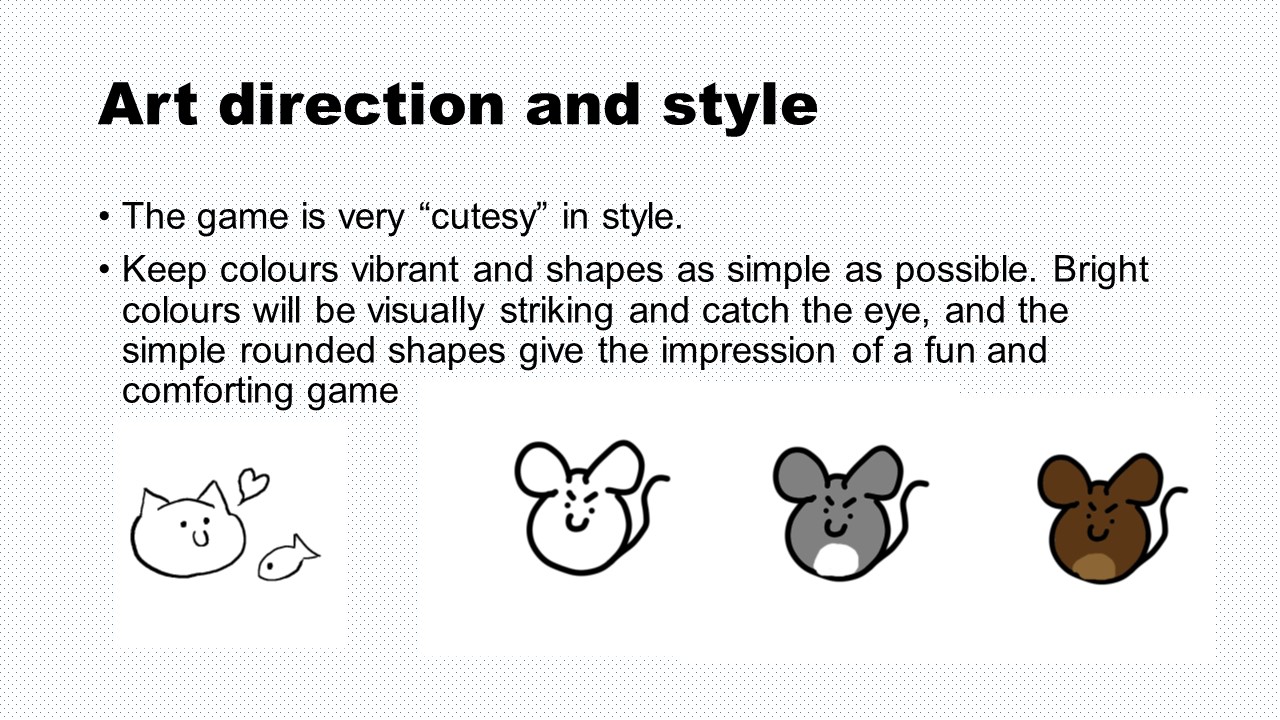 Art direction and style
• The game is very “cutesy” in style.
• Keep colours vibrant and shapes as simple as possible. Bright
colours will be visually striking and catch the eye, and the
simple rounded shapes give the impression of a fun and
comforting game